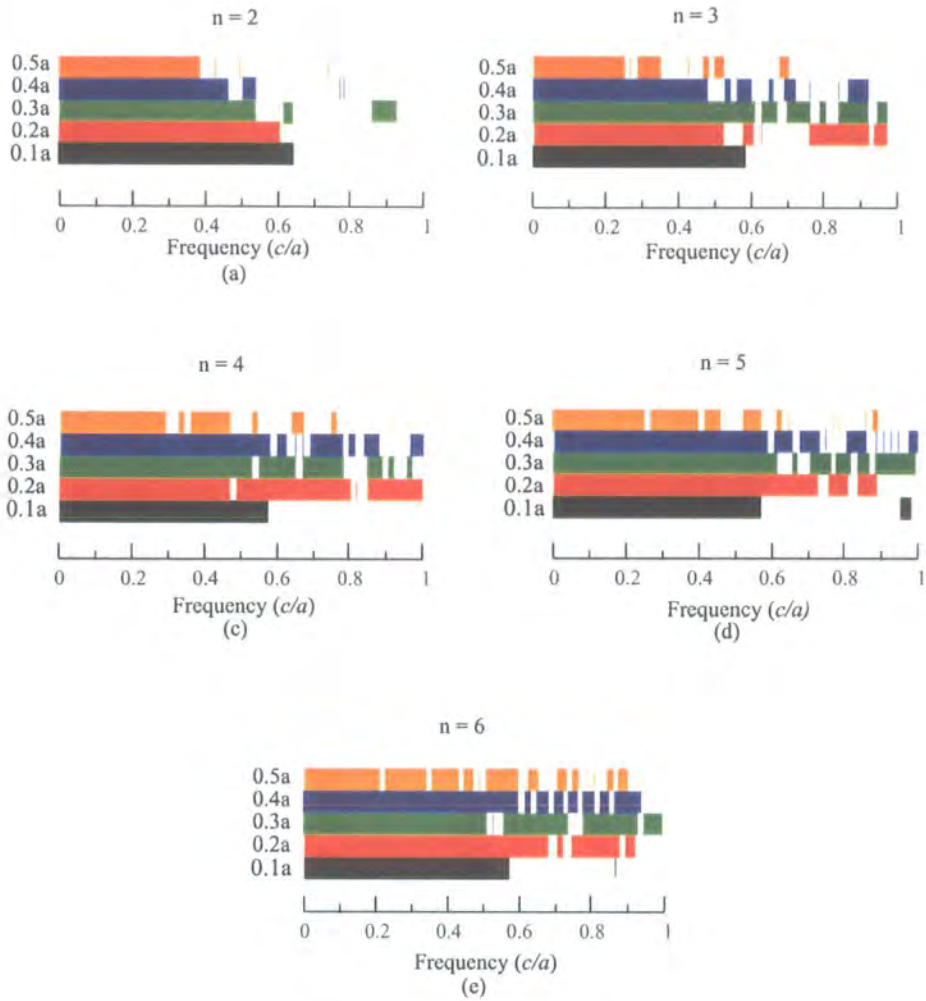 n = 2
0.5a
0.4a
0.3a
0.2a
0.1a
0 0.2 0.4 0.6 0.8 1
Frequency (c/a)
(a)
n = 3
0.5a
0.4a
0.3a
0.2a
0.1a
0 0.2 0.4 0.6 0.8 1
Frequency (c/a)
n = 4
0.5a
0.4a
0.3a
0.2a
0.1a
0 0.2 0.4 0.6 0.8 1
Frequency (c/a)
(c)
n = 5
0.5a
0.4a
0.3a
0.2a
0.1a
0 0.2 0.4 0.6 0.8 1
Frequency (c/a)
(d)
n = 6
0.5a
0.4a
0.3a
0.2a
0.1a
0 0.2 0.4 0.6 0.8 1
Frequency (c/a)
(e)